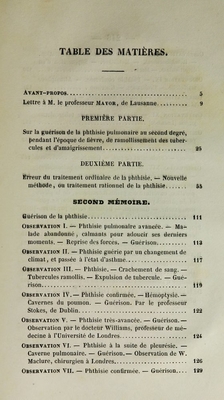 TABLE DES MATIÈRES.
AVANT-PROPOS. 5
Lettre à M. le professeur MAYOR, de Lausanne 9
PREMIÈRE PARTIE.
Sur la guérison de la phthisie pulmonaire au second degré,
pendant l'époque de fièvre, de ramollissement des tuber-
cules et d'amaigrissement 25
DEUXIÈME PARTIE.
Erreur du traitement ordinaire de la phthisie. — Nouvelle
méthode, ou traitement rationnel de la phthisie 55
SECOND MÉMOIRE.
Guérison de la phthisie 111
OBSERVATION I. — Phthisie pulmonaire avancée. — Ma-
lade abandonné; calmants pour adoucir ses derniers
moments. — Reprise des forces. — Guérison. 113
OBSERVATION II. — Phthisie guérie par un changement de
climat, et passée à l'état d'asthme 117
OBSERVATION III. — Phthisie. — Crachement de sang. —
Tubercules ramollis. — Expulsion de tubercule. — Gué-
rison. 119
OBSERVATION IV. — Phthisie confirmée. — Hémoptysie. —
Cavernes du poumon. — Guérison. Par le professeur
Stokes, de Dublin 122
OBSERVATION V. — Phthisie très-avancée. — Guérison. —
Observation par le docteur Williams, professeur de mé-
decine à l'Université de Londres. 124
OBSERVATION VI. — Phthisie à la suite de pleurésie, —
Caverne pulmonaire. — Guérison. — Observation de W.
Maclure, chirurgien à Londres. 126
OBSERVATION VII. — Phthisie confirmée. — Guérison. 129